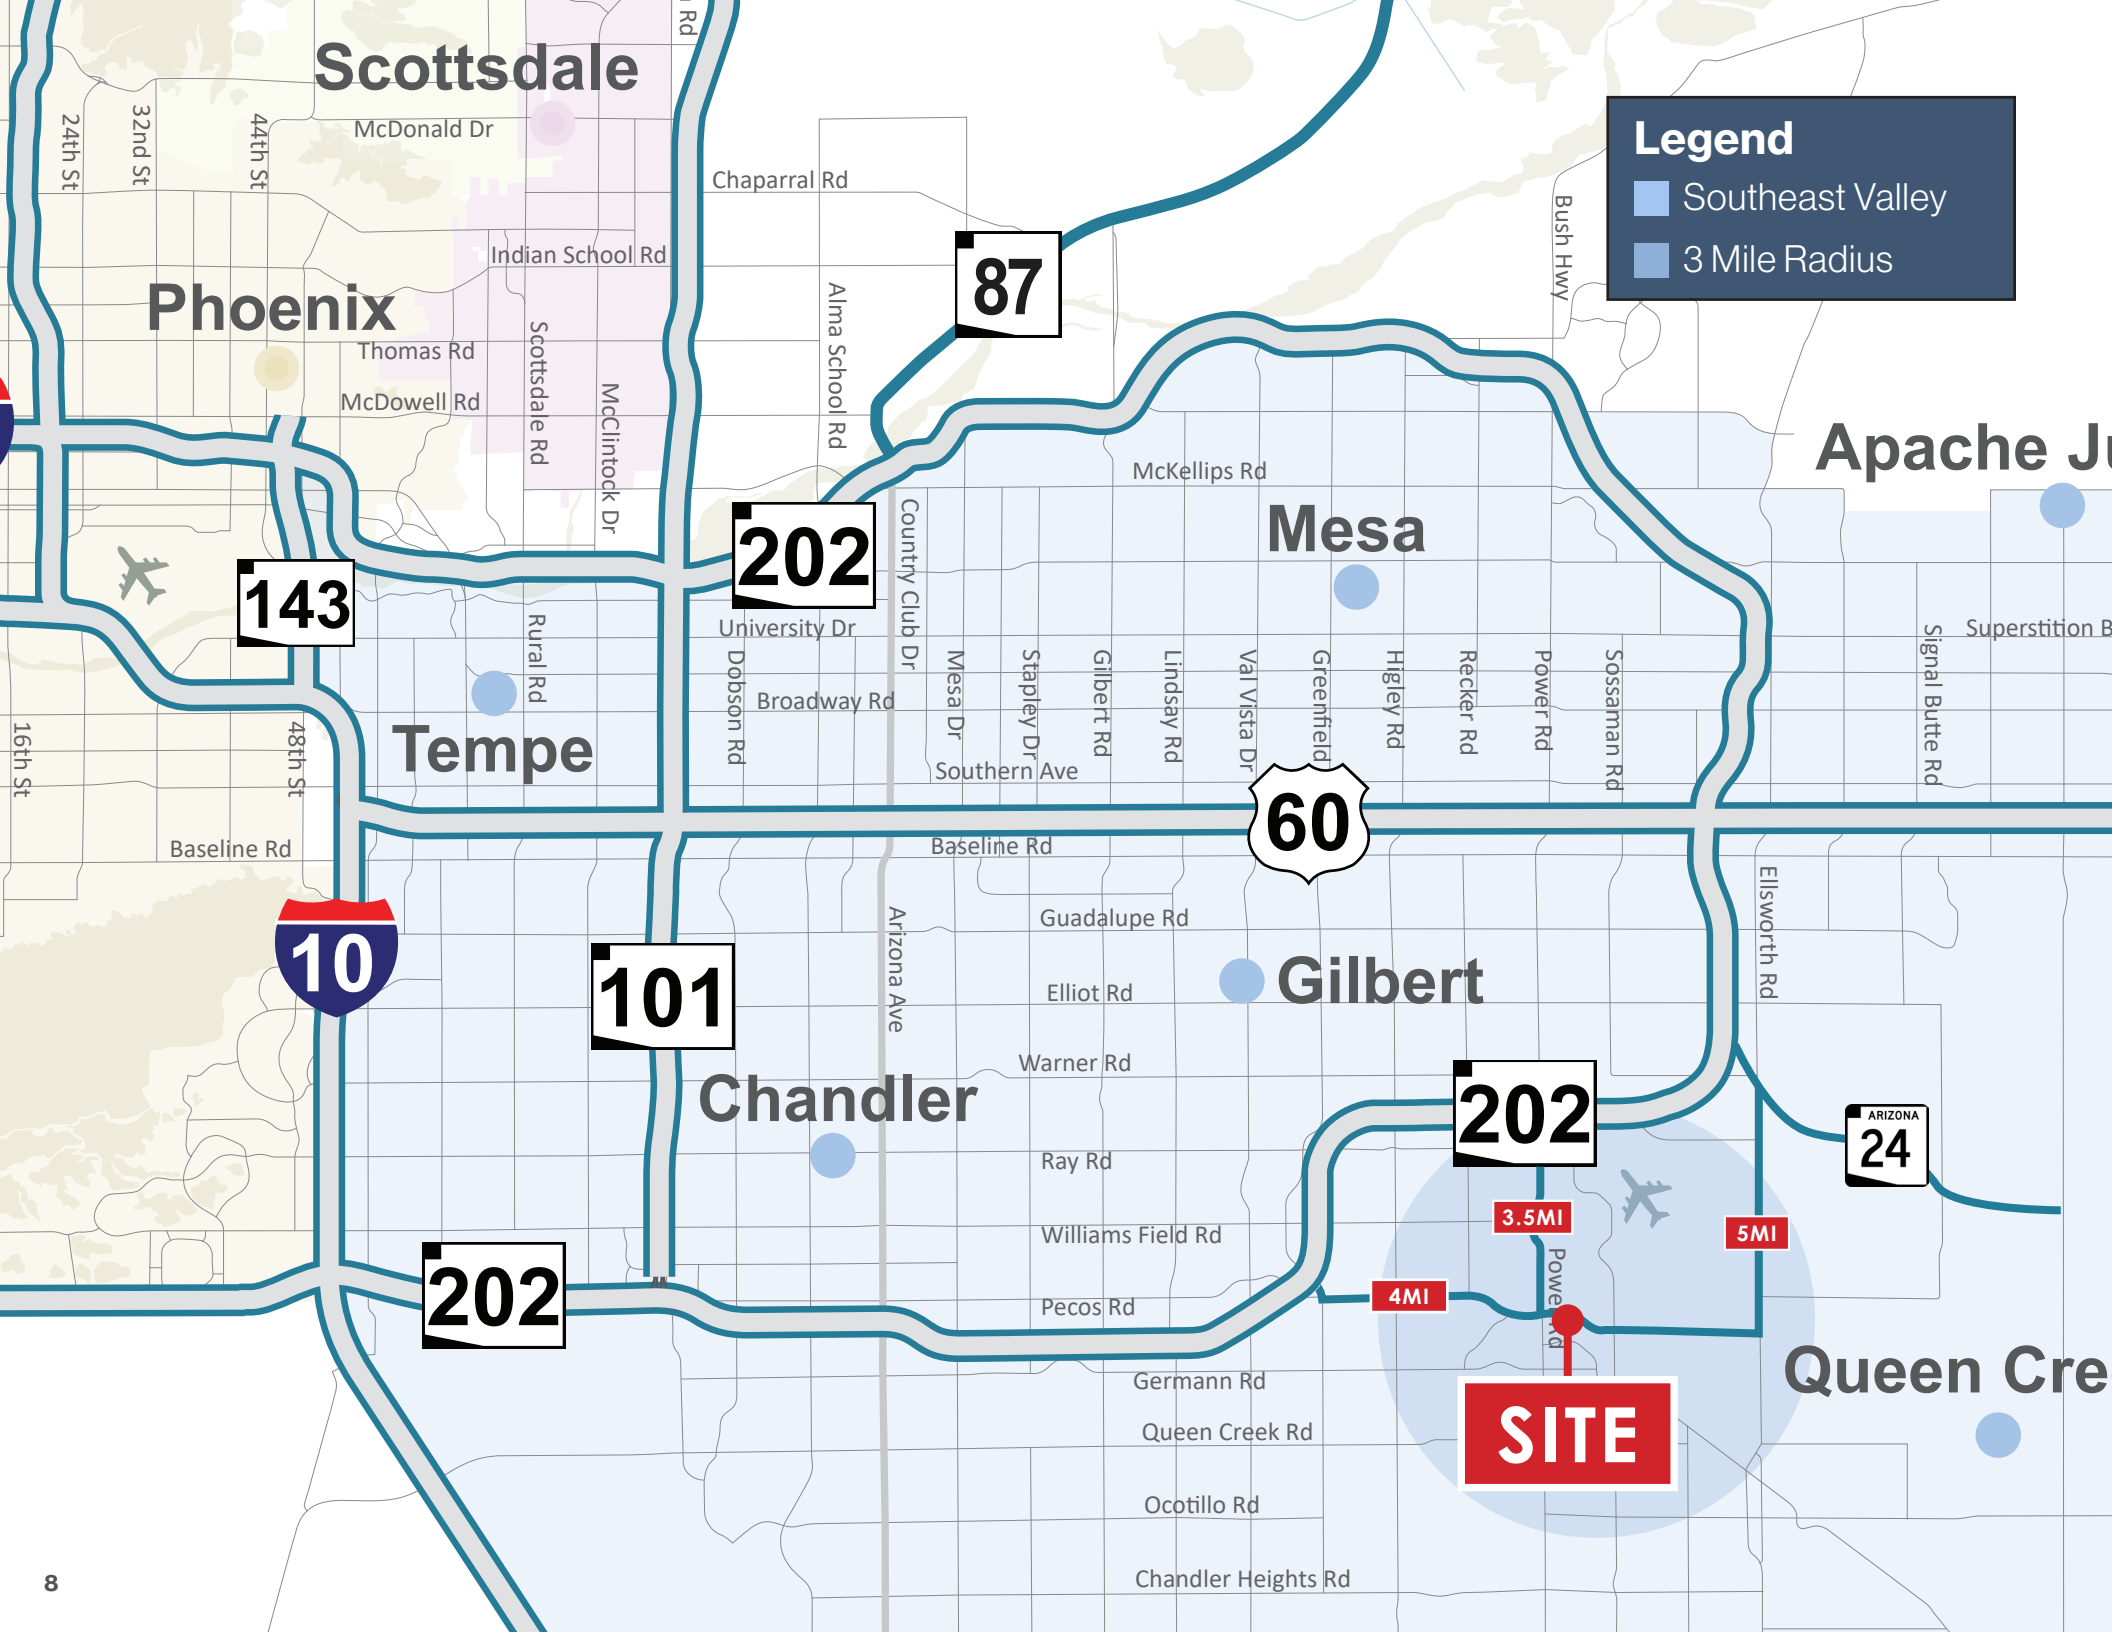 Rd
Scottsdale
24th St
32nd St
44th St
McDonald Dr
Legend
Southeast Valley
3 Mile Radius
Chaparral Rd
Bush Hwy
Indian School Rd
87
Phoenix
Alma School Rd
Thomas Rd
Scottsdale Rd
McDowell Rd
McClintock Dr
Apache Ju
McKellips Rd
Mesa
Country Club Dr
202
143
University Dr
Rural Rd
Superstition B
Signal Butte Rd
Dobson Rd
Broadway Rd
Mesa Dr
Stapley Dr
Gilbert Rd
Lindsay Rd
Val Vista Dr
Greenfield
Higley Rd
Recker Rd
Power Rd
Sossaman Rd
16th St
48th St
Tempe
Southern Ave
60
Baseline Rd
Baseline Rd
Ellsworth Rd
10
Arizona Ave
Guadalupe Rd
101
Elliot Rd
Gilbert
Warner Rd
Chandler
202
ARIZONA
24
Ray Rd
3.5MI
5MI
Williams Field Rd
Power Rd
202
4MI
Pecos Rd
Germann Rd
Queen Cre
Queen Creek Rd
SITE
Ocotillo Rd
Chandler Heights Rd
8